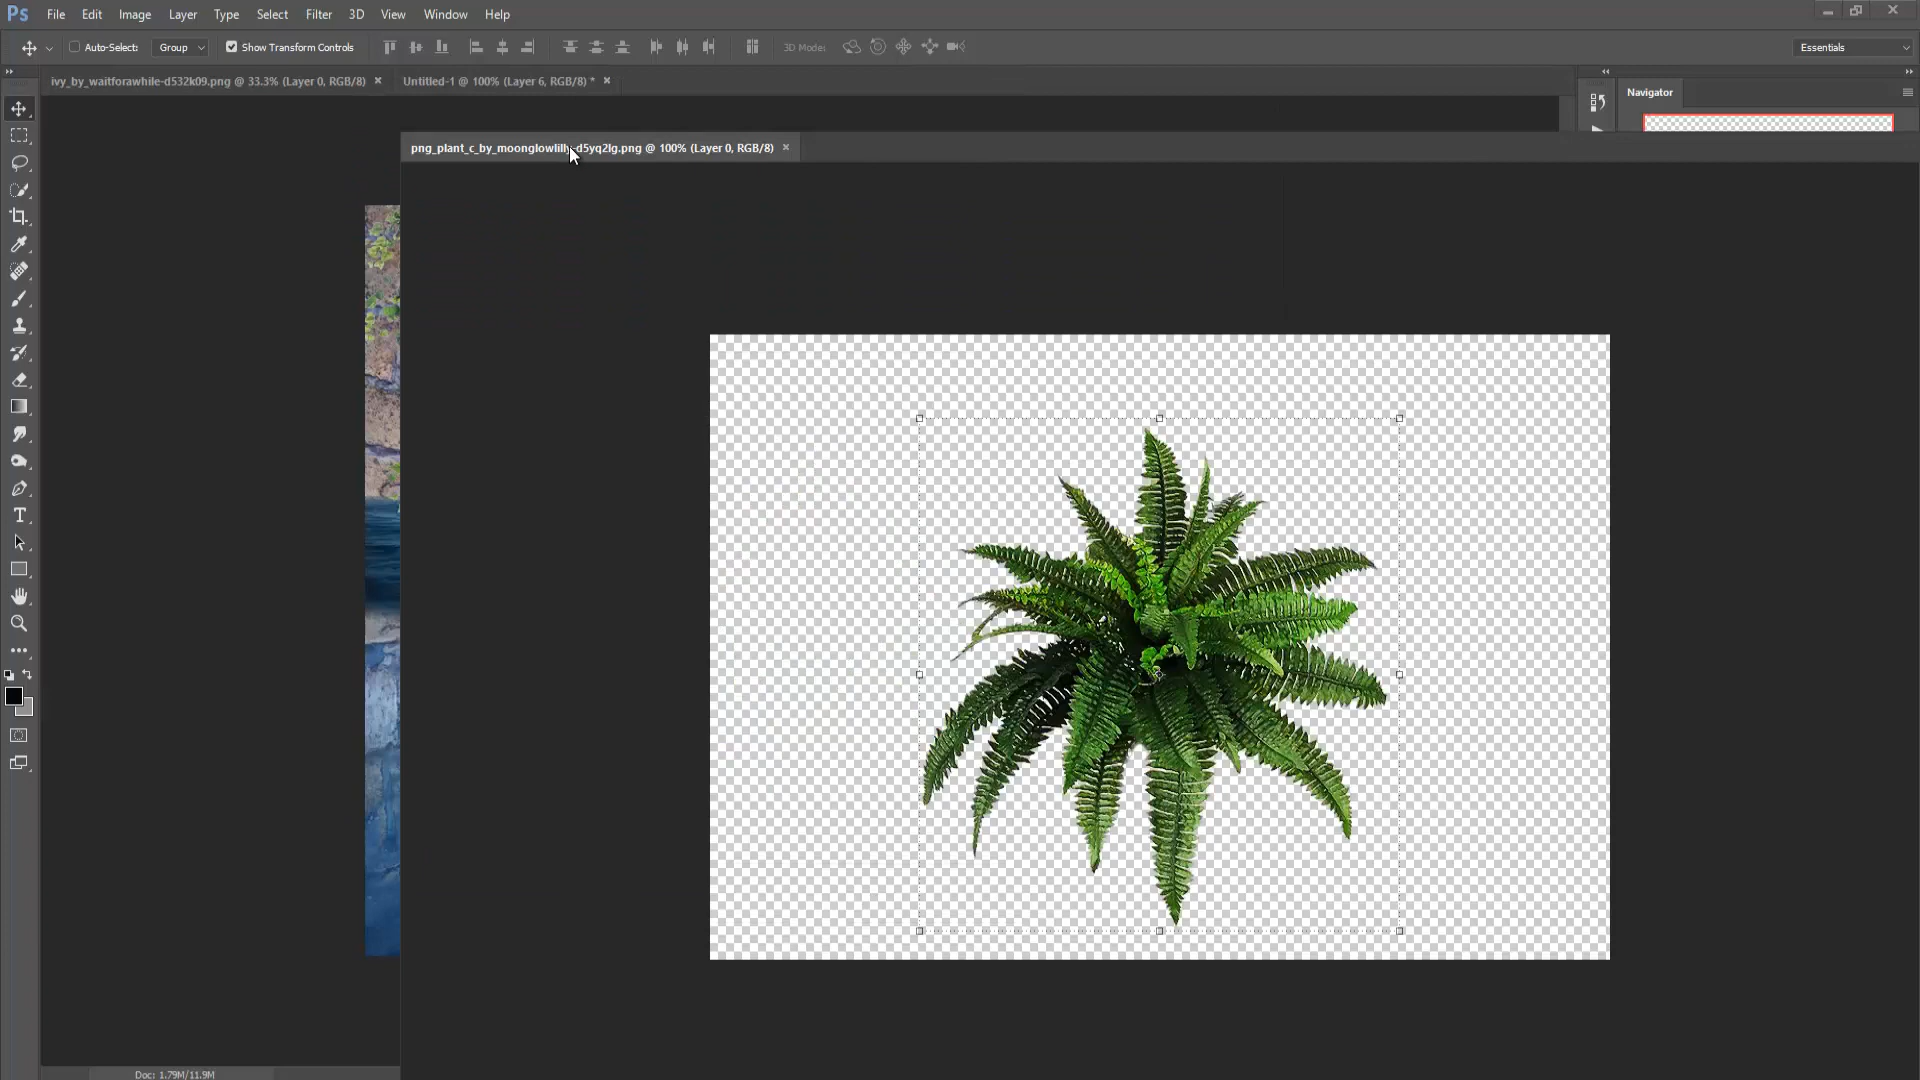 Ps File Edit Image Layer Type Select Filter 3D View Window Help
Auto-Select: Group Show Transform Controls 3D Mode: Essentials
ivy_by_waitforawhile-d532k09.png @ 33.3% (Layer 0, RGB/8) × Untitled-1 @ 100% (Layer 6, RGB/8) * ×
Navigator
png_plant_c_by_moonglowlilly-d5yq2lg.png @ 100% (Layer 0, RGB/8) ×
T
Doc: 1.79M/11.9M